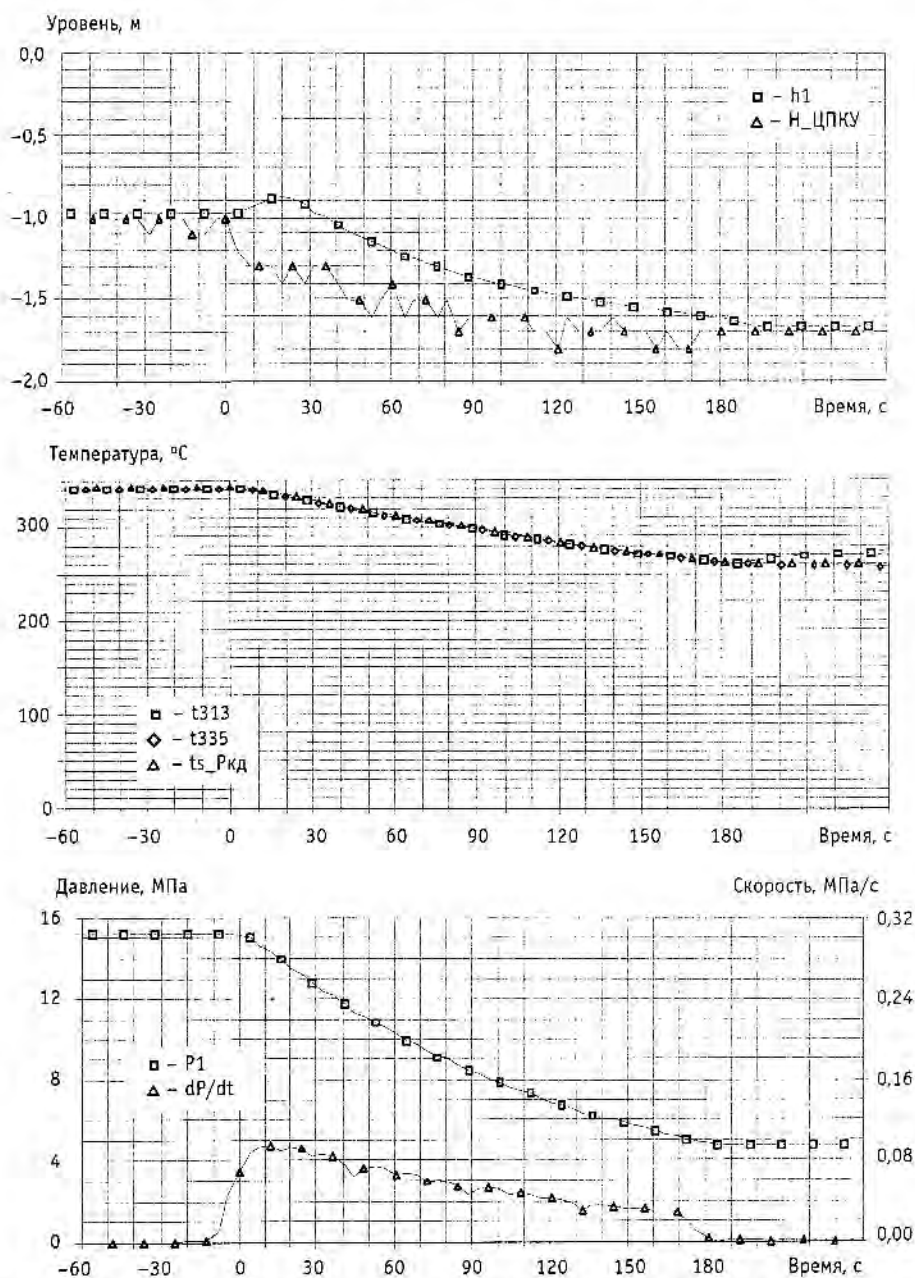 Уровень, м
0,0
−0,5
−1,0
−1,5
−2,0
□ – h1
△ – Н_ЦПКУ
−60 −30 0 30 60 90 120 150 180 Время, с
Температура, °С
300
200
100
0
□ – t313
◇ – t335
△ – ts_Ркд
−60 −30 0 30 60 90 120 150 180 Время, с
Давление, МПа Скорость, МПа/с
16 0,32
12 0,24
8 0,16
4 0,08
0 0,00
□ – P1
△ – dP/dt
−60 −30 0 30 60 90 120 150 180 Время, с